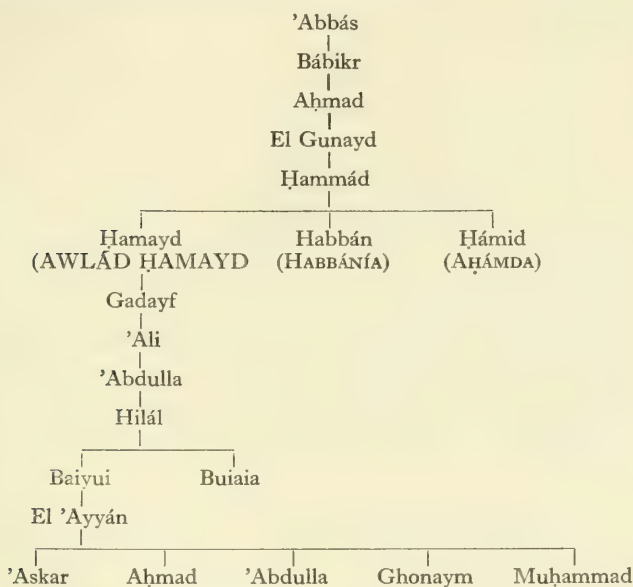 ’Abbás
Bábikr
Aḥmad
El Gunayd
Ḥammád
Ḥamayd Habbán Ḥámid
(AWLÁD ḤAMAYD (HABBÁNÍA) (AḤÁMDA)
Gadayf
’Ali
’Abdulla
Hilál
Baiyui Buiaia
El ’Ayyán
’Askar Aḥmad ’Abdulla Ghonaym Muḥammad